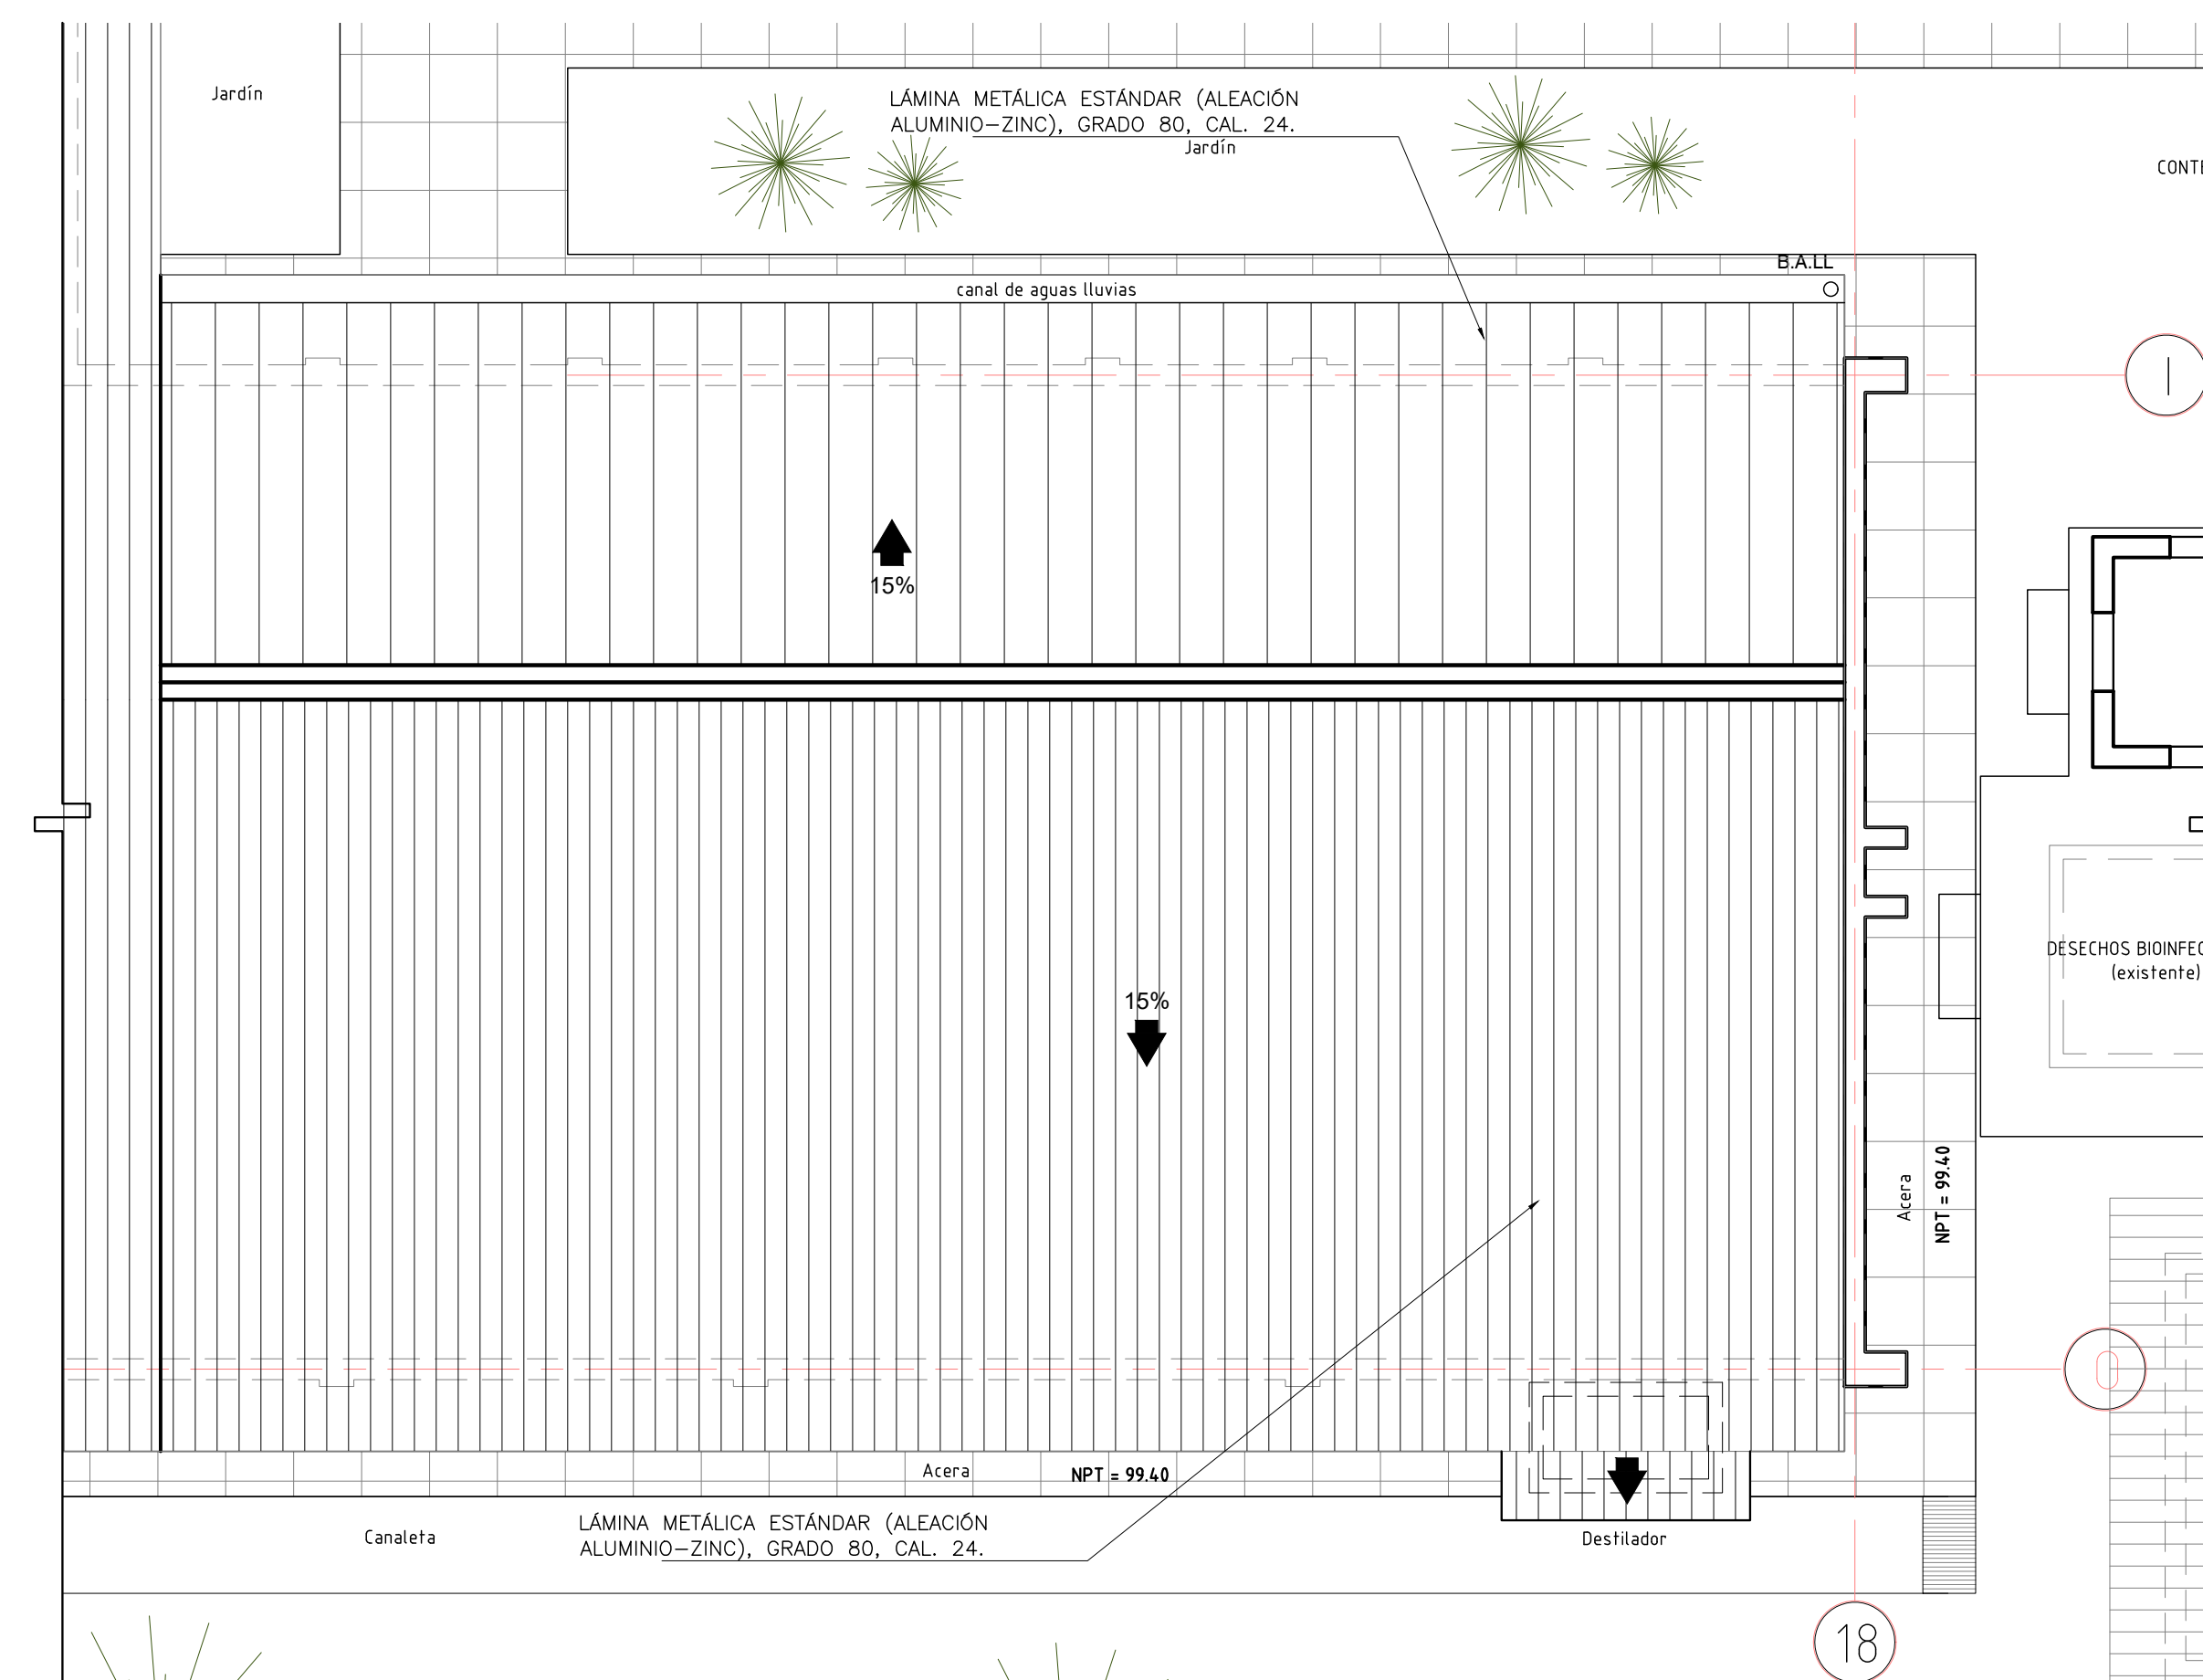 Jardín
LÁMINA METÁLICA ESTÁNDAR (ALEACIÓN
ALUMINIO-ZINC), GRADO 80, CAL. 24.
Jardín
B.A.LL
canal de aguas lluvias
I
15%
15%
DESECHOS BIOINFEC
(existente)
Acera
NPT = 99.40
O
Acera
NPT = 99.40
Canaleta
LÁMINA METÁLICA ESTÁNDAR (ALEACIÓN
ALUMINIO-ZINC), GRADO 80, CAL. 24.
Destilador
18